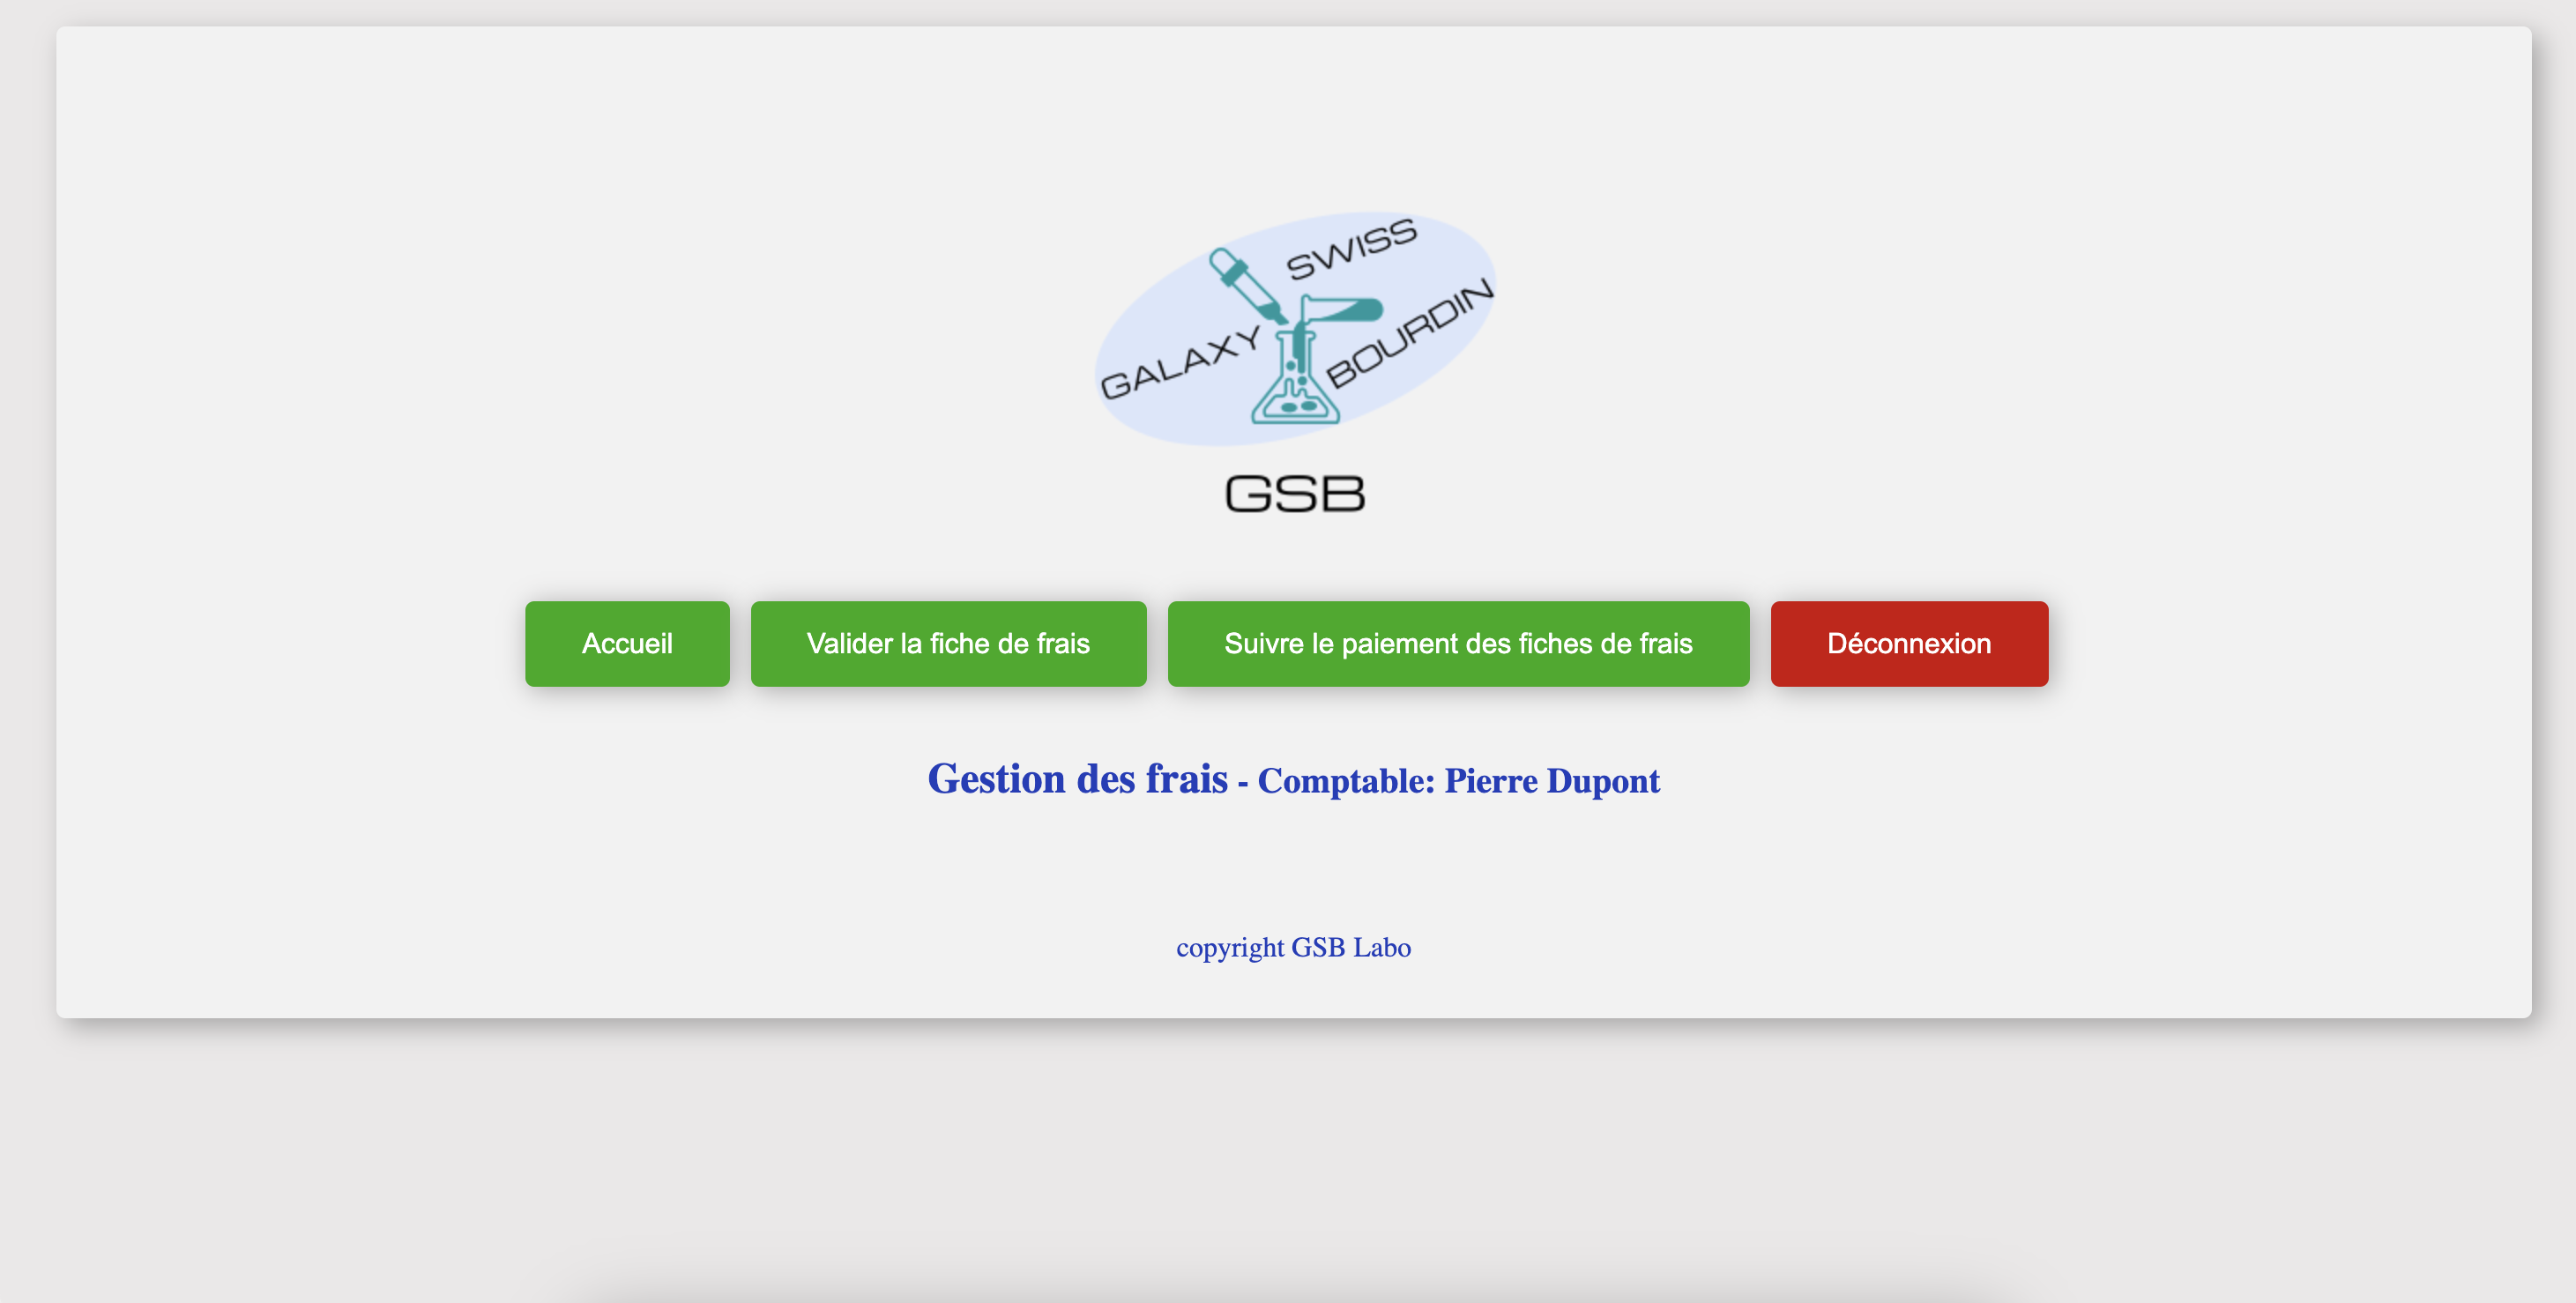 SWISS
GALAXY
BOURDIN
GSB
Accueil
Valider la fiche de frais
Suivre le paiement des fiches de frais
Déconnexion
Gestion des frais - Comptable: Pierre Dupont
copyright GSB Labo